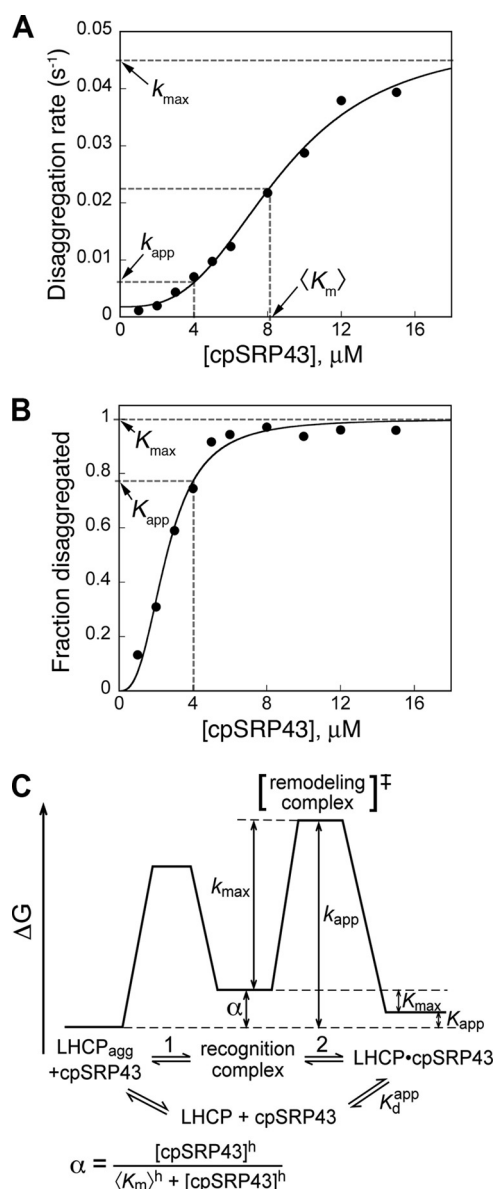 A
0.05
0.04
0.03
0.02
0.01
0
Disaggregation rate (s⁻¹)
kmax
kapp
⟨Km⟩
0 4 8 12 16
[cpSRP43], μM
B
1
0.8
0.6
0.4
0.2
0
Fraction disaggregated
Kmax
Kapp
0 4 8 12 16
[cpSRP43], μM
C
[remodeling complex]‡
ΔG
kmax
kapp
α
Kmax
Kapp
LHCPagg
+cpSRP43
1
recognition
complex
2
LHCP•cpSRP43
LHCP + cpSRP43
Kdapp
α = [cpSRP43]ʰ
⟨Km⟩ʰ + [cpSRP43]ʰ